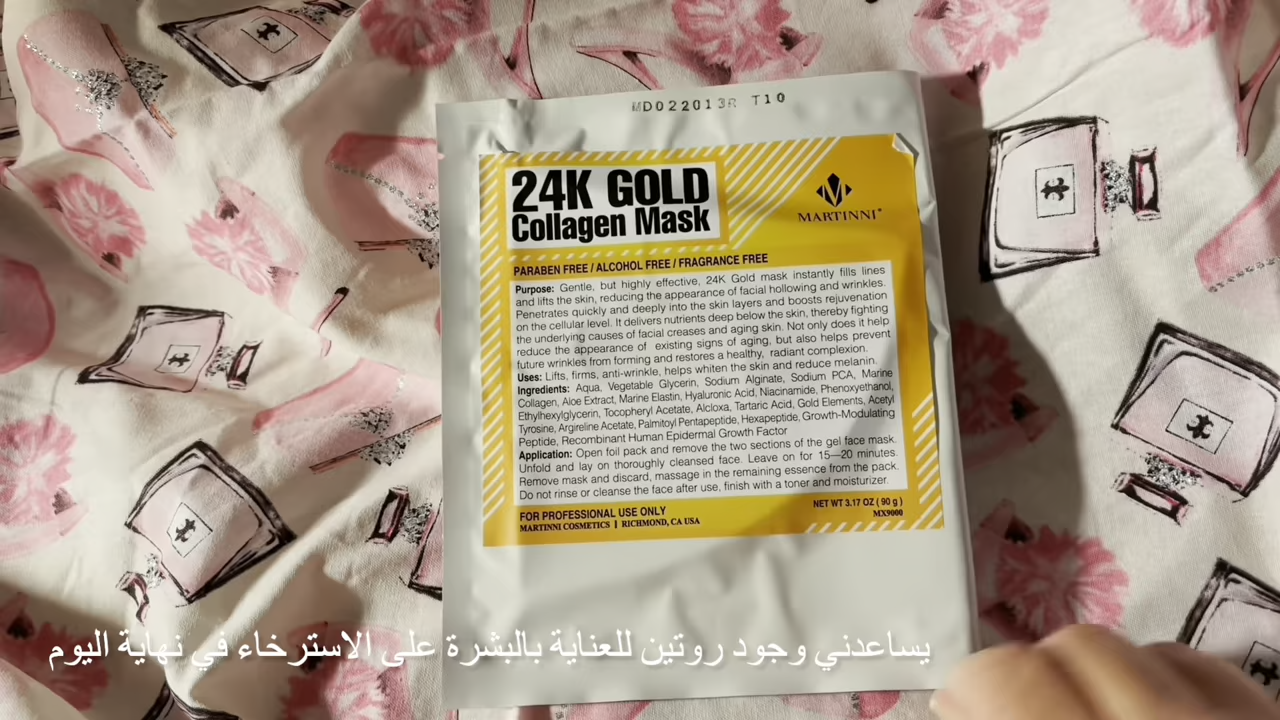 MD022013R T10
24K GOLD
Collagen Mask
MARTINNI®
PARABEN FREE / ALCOHOL FREE / FRAGRANCE FREE
Purpose: Gentle, but highly effective, 24K Gold mask instantly fills lines
and lifts the skin, reducing the appearance of facial hollowing and wrinkles.
Penetrates quickly and deeply into the skin layers and boosts rejuvenation
on the cellular level. It delivers nutrients deep below the skin, thereby fighting
the underlying causes of facial creases and aging skin. Not only does it help
reduce the appearance of existing signs of aging, but also helps prevent
future wrinkles from forming and restores a healthy, radiant complexion.
Uses: Lifts, firms, anti-wrinkle, helps whiten the skin and reduce melanin.
Ingredients: Aqua, Vegetable Glycerin, Sodium Alginate, Sodium PCA, Marine
Collagen, Aloe Extract, Marine Elastin, Hyaluronic Acid, Niacinamide, Phenoxyethanol,
Ethylhexylglycerin, Tocopheryl Acetate, Alcloxa, Tartaric Acid, Gold Elements, Acetyl
Tyrosine, Argireline Acetate, Palmitoyl Pentapeptide, Hexapeptide, Growth-Modulating
Peptide, Recombinant Human Epidermal Growth Factor
Application: Open foil pack and remove the two sections of the gel face mask.
Unfold and lay on thoroughly cleansed face. Leave on for 15—20 minutes.
Remove mask and discard, massage in the remaining essence from the pack.
Do not rinse or cleanse the face after use, finish with a toner and moisturizer.
FOR PROFESSIONAL USE ONLY
MARTINNI COSMETICS | RICHMOND, CA USA
NET WT 3.17 OZ ( 90 g )
MX9000
يساعدني وجود روتين للعناية بالبشرة على الاسترخاء في نهاية اليوم